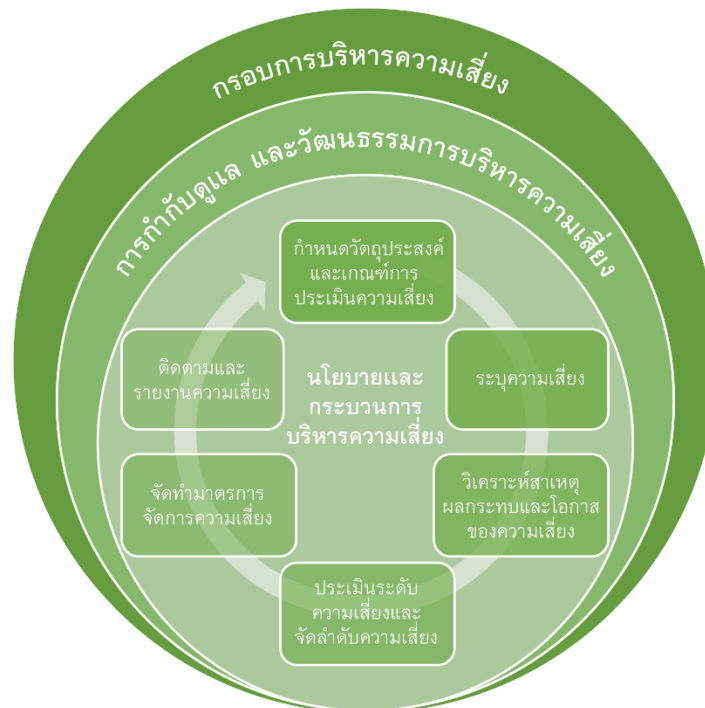 กรอบการบริหารความเสี่ยง
การกำกับดูแล และวัฒนธรรมการบริหารความเสี่ยง
กำหนดวัตถุประสงค์
และเกณฑ์การ
ประเมินความเสี่ยง
ระบุความเสี่ยง
วิเคราะห์สาเหตุ
ผลกระทบและโอกาส
ของความเสี่ยง
ประเมินระดับ
ความเสี่ยงและ
จัดลำดับความเสี่ยง
จัดทำมาตรการ
จัดการความเสี่ยง
ติดตามและ
รายงานความเสี่ยง
นโยบายและ
กระบวนการ
บริหารความเสี่ยง